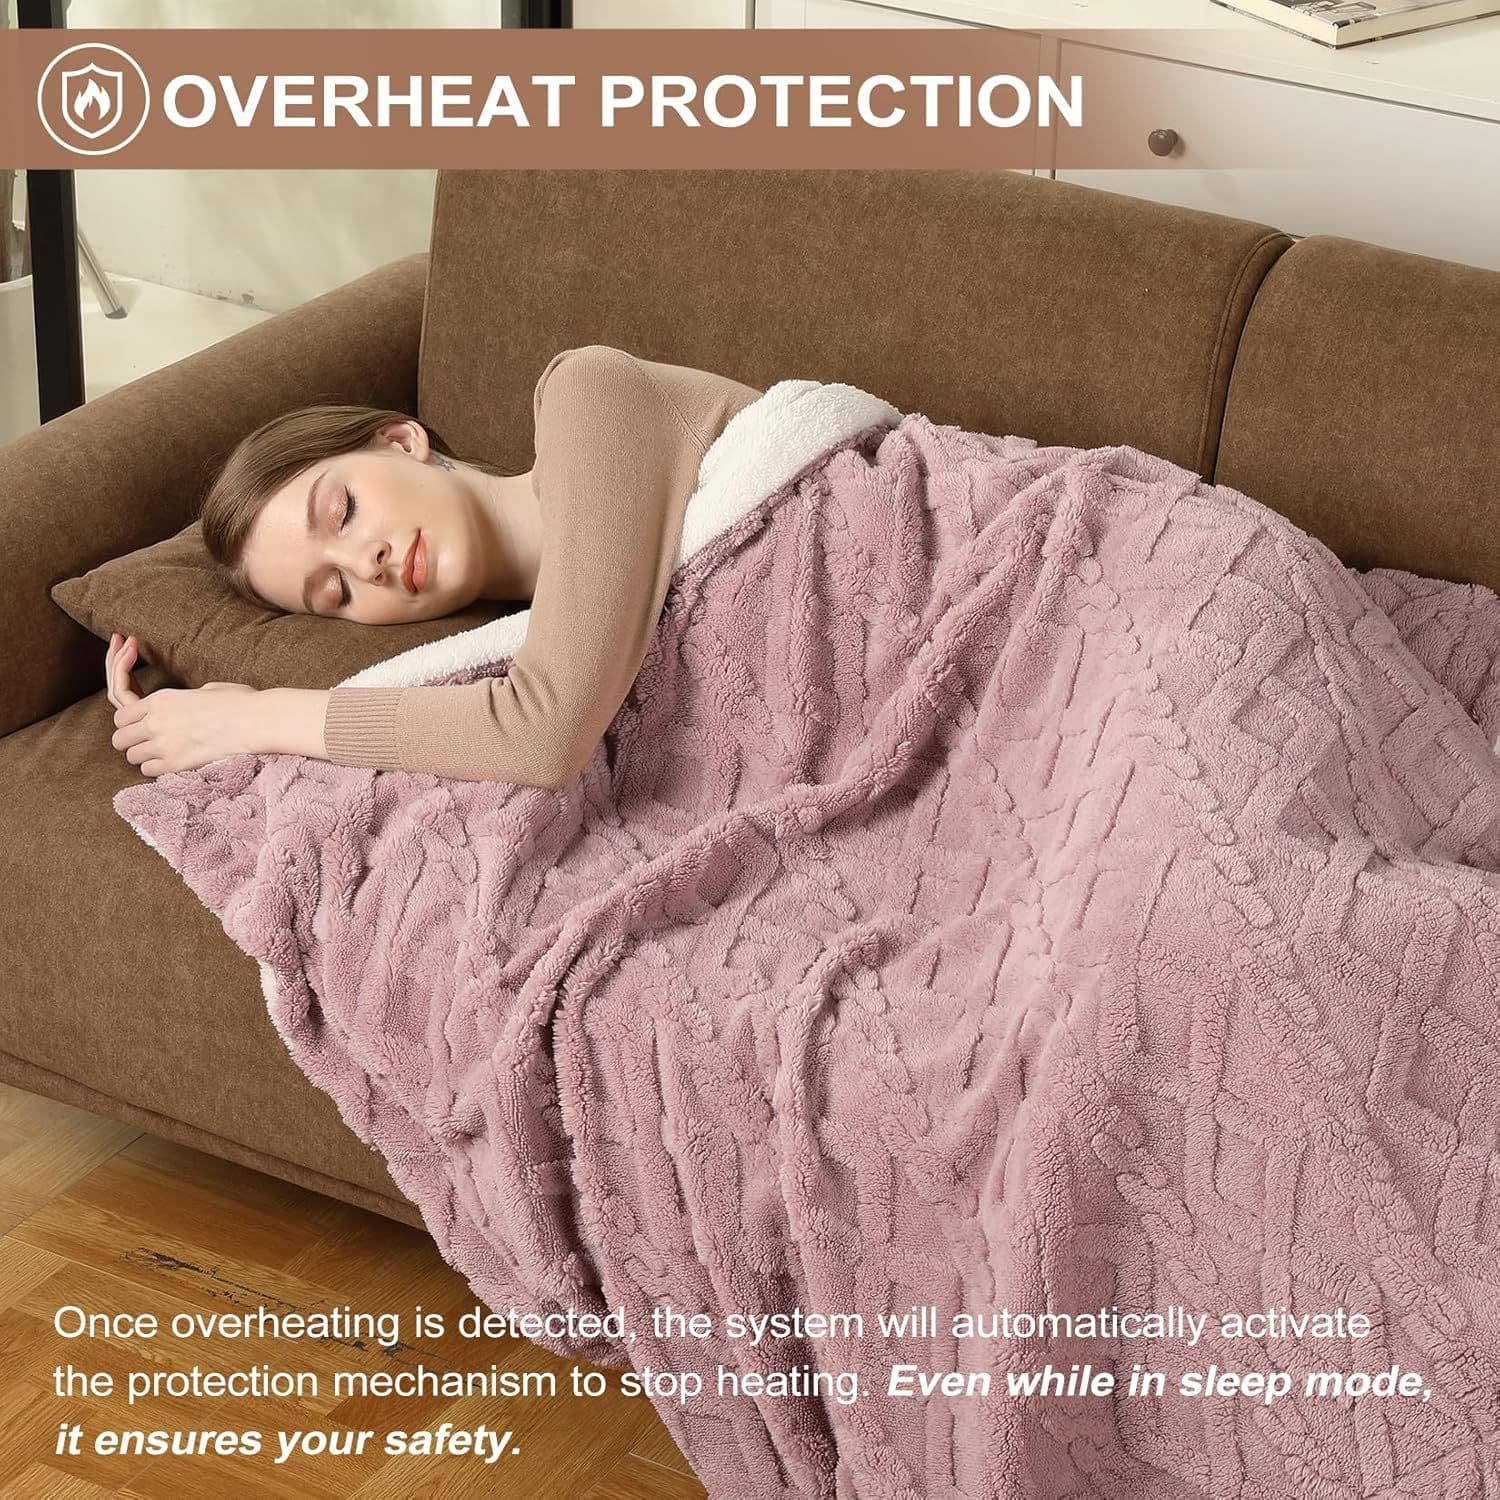 OVERHEAT PROTECTION
Once overheating is detected, the system will automatically activate
the protection mechanism to stop heating. Even while in sleep mode,
it ensures your safety.